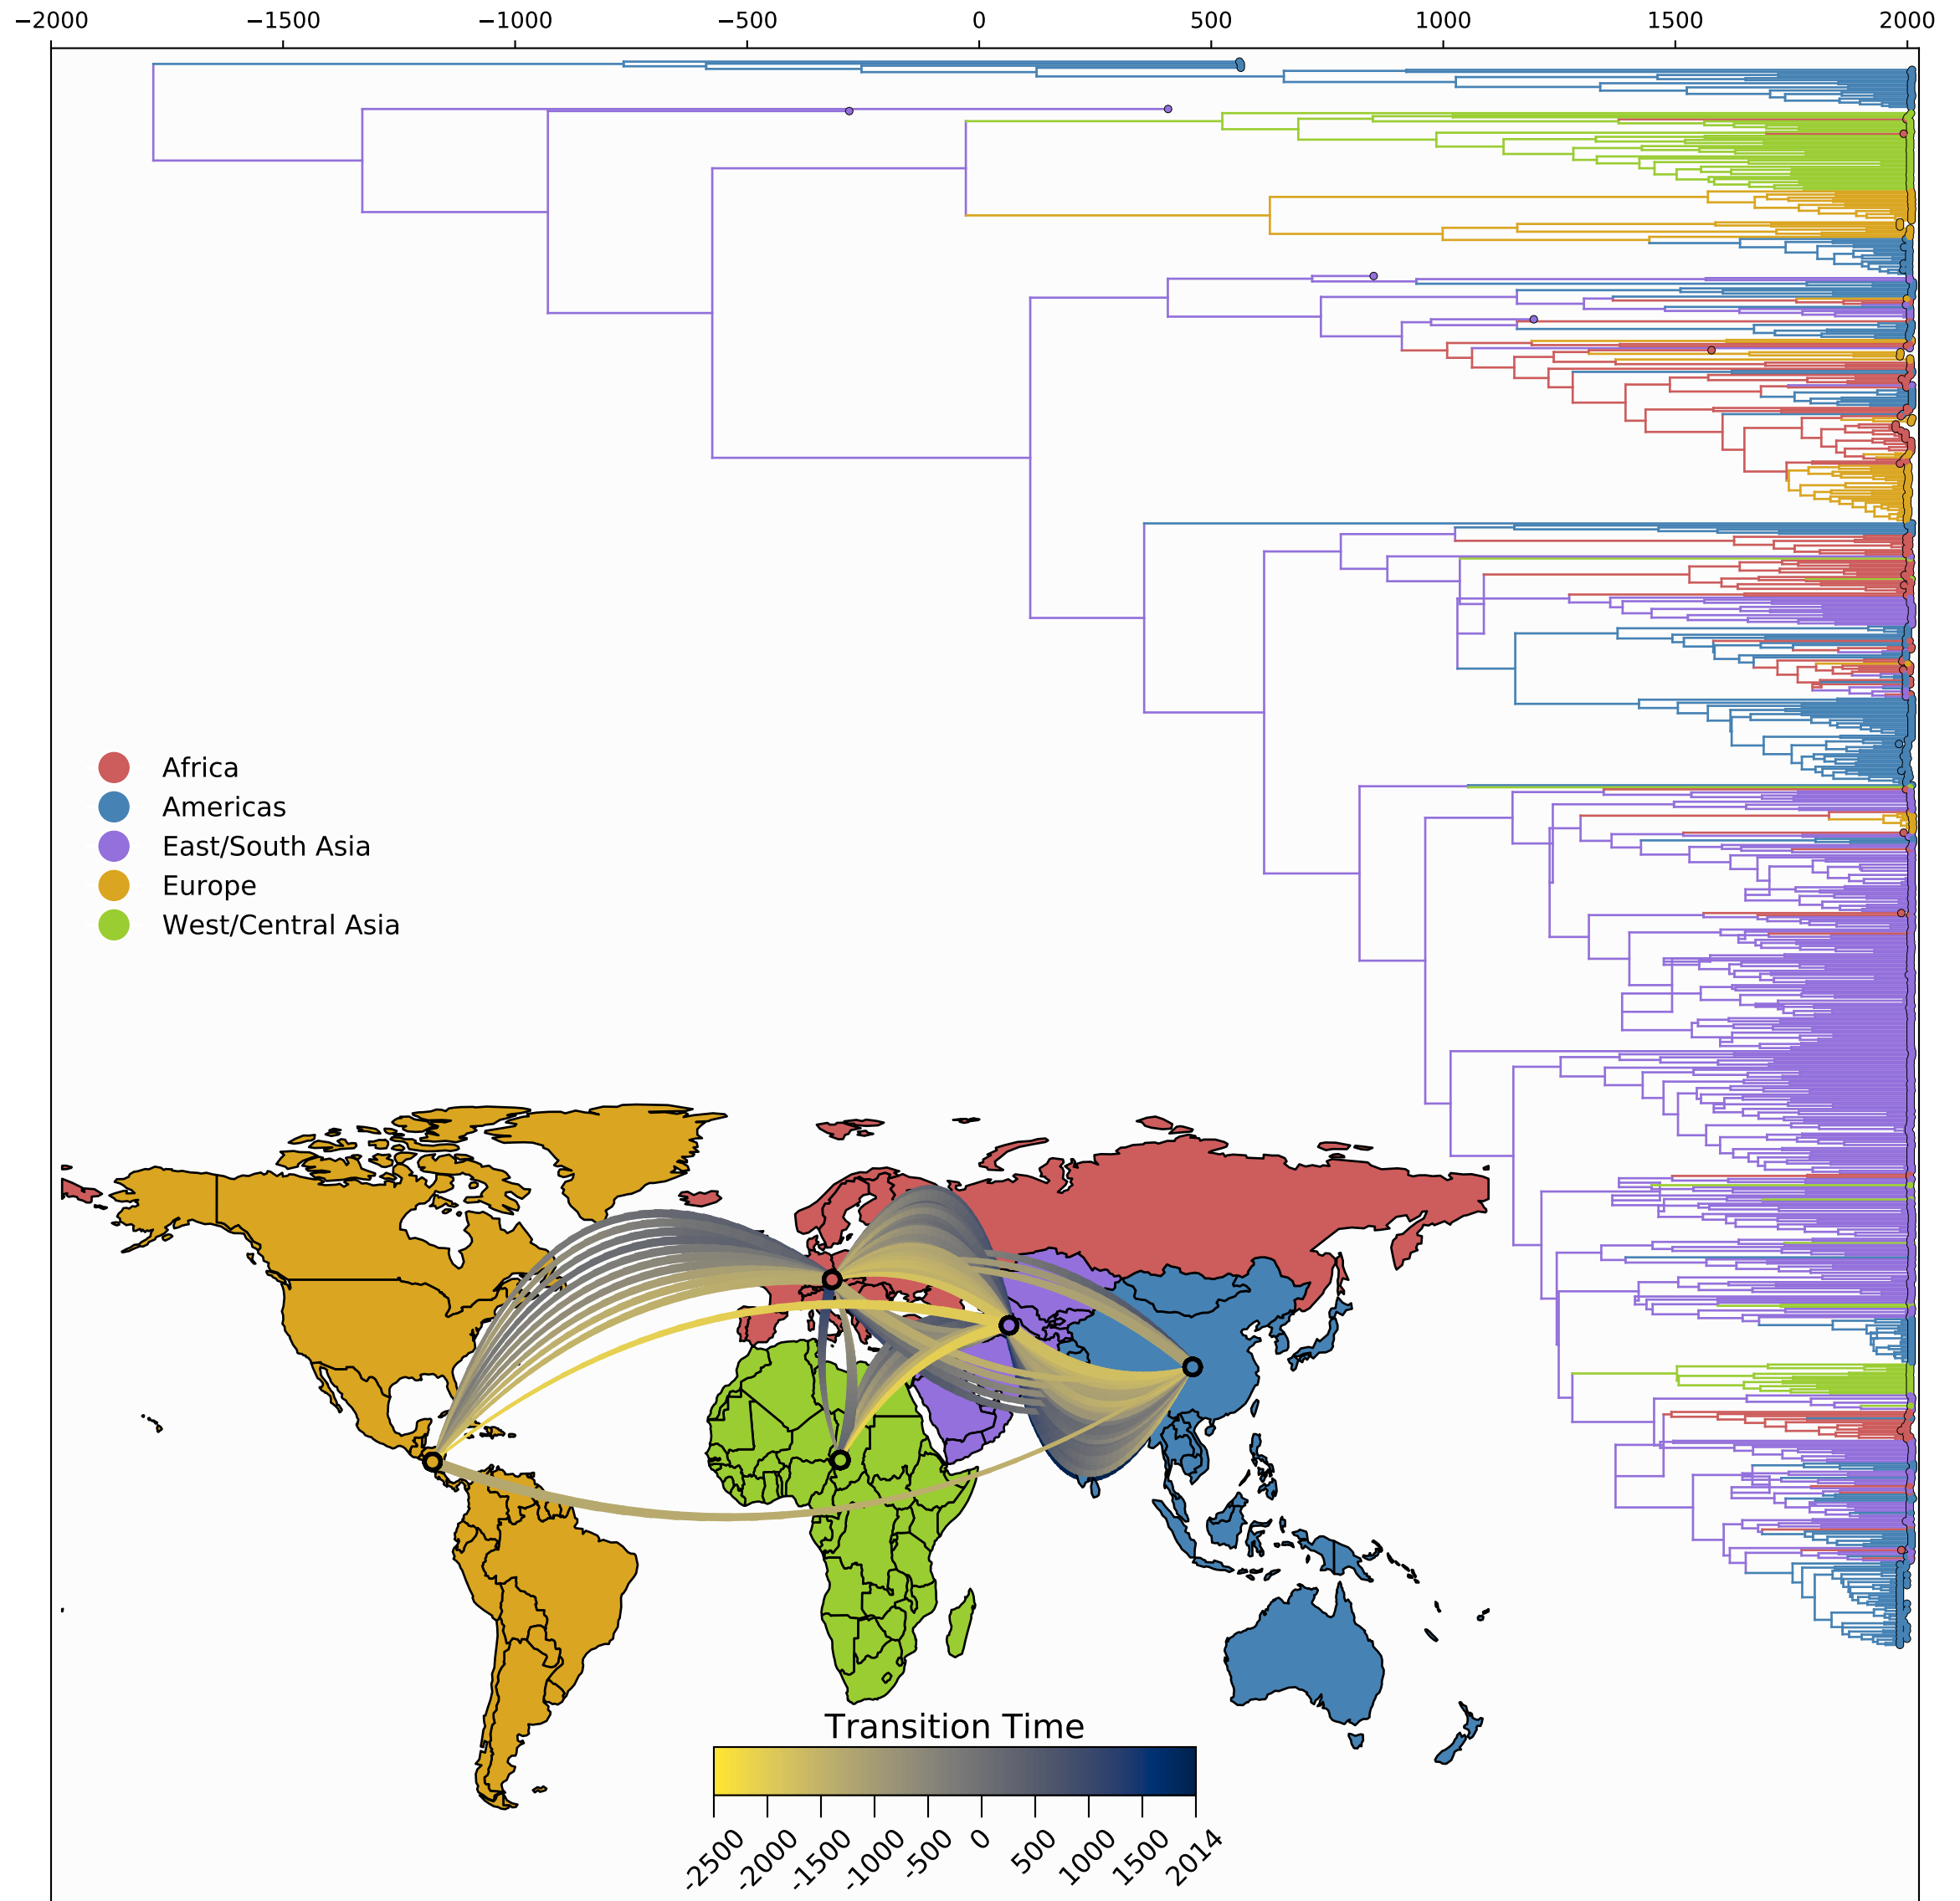 −2000 −1500 −1000 −500 0 500 1000 1500 2000
Africa
Americas
East/South Asia
Europe
West/Central Asia
Transition Time
-2500 -2000 -1500 -1000 -500 0 500 1000 1500 2014